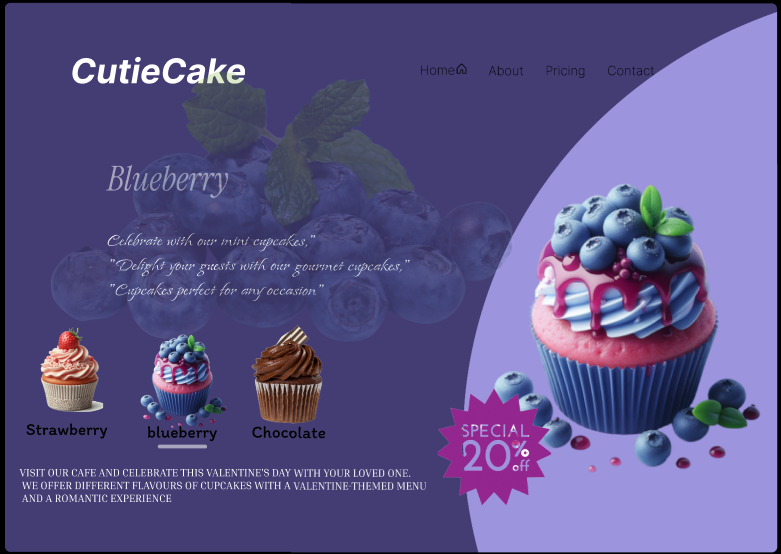 CutieCake
Home About Pricing Contact
Blueberry
Celebrate with our mini cupcakes,"
"Delight your guests with our gourmet cupcakes,"
"Cupcakes perfect for any occasion"
Strawberry blueberry Chocolate
SPECIAL
20%
off
VISIT OUR CAFE AND CELEBRATE THIS VALENTINE'S DAY WITH YOUR LOVED ONE.
WE OFFER DIFFERENT FLAVOURS OF CUPCAKES WITH A VALENTINE-THEMED MENU
AND A ROMANTIC EXPERIENCE